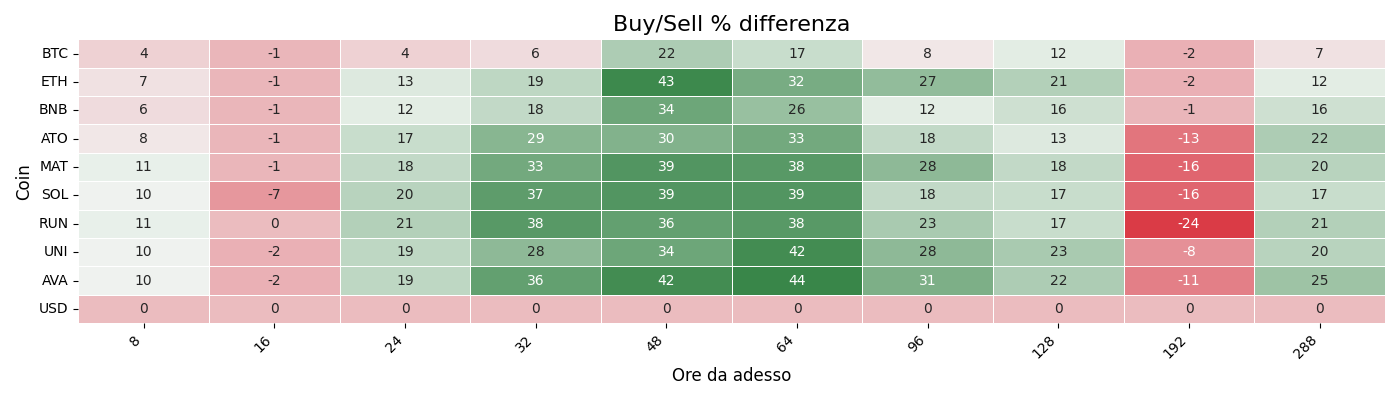 Buy/Sell % differenza
Coin
BTC 4 -1 4 6 22 17 8 12 -2 7
ETH 7 -1 13 19 43 32 27 21 -2 12
BNB 6 -1 12 18 34 26 12 16 -1 16
ATO 8 -1 17 29 30 33 18 13 -13 22
MAT 11 -1 18 33 39 38 28 18 -16 20
SOL 10 -7 20 37 39 39 18 17 -16 17
RUN 11 0 21 38 36 38 23 17 -24 21
UNI 10 -2 19 28 34 42 28 23 -8 20
AVA 10 -2 19 36 42 44 31 22 -11 25
USD 0 0 0 0 0 0 0 0 0 0
8 16 24 32 48 64 96 128 192 288
Ore da adesso